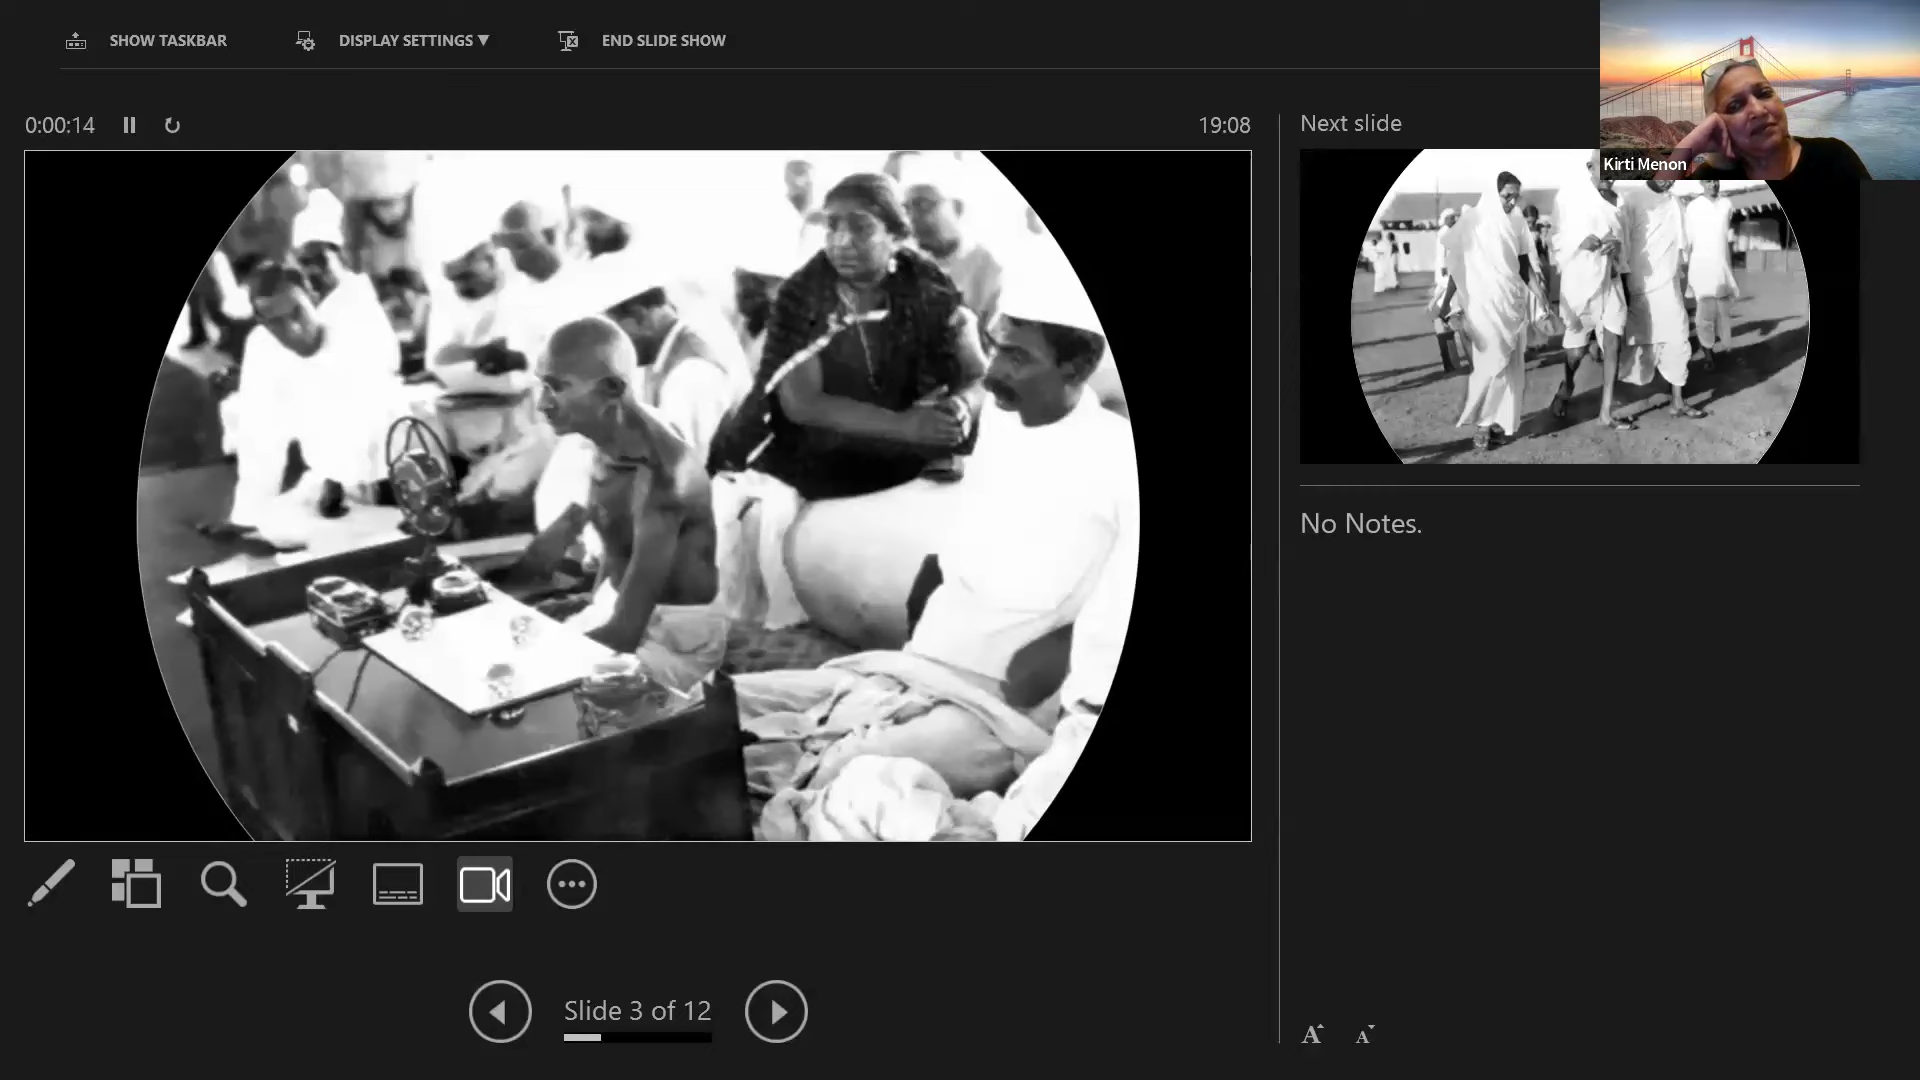 SHOW TASKBAR
DISPLAY SETTINGS ▼
END SLIDE SHOW
0:00:14
19:08
Next slide
Kirti Menon
No Notes.
Slide 3 of 12
A A